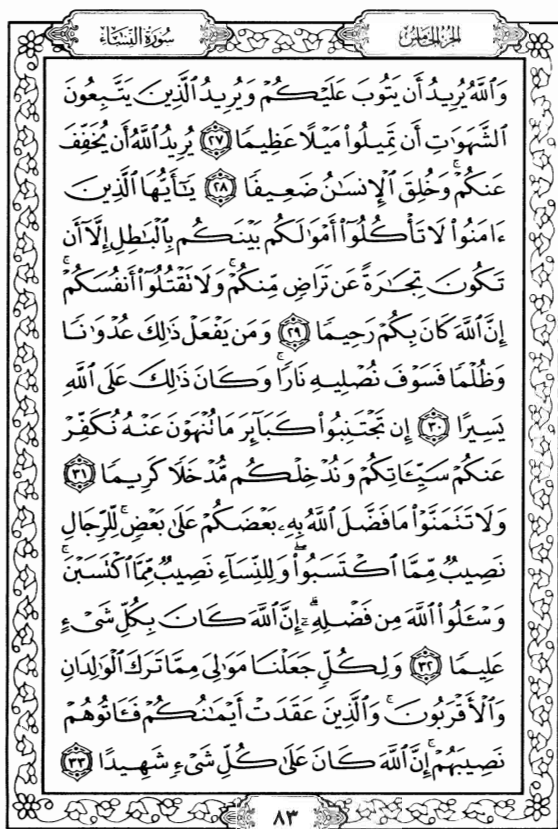 الجزء الخامس
سورة النساء
وَٱللَّهُ يُرِيدُ أَن يَتُوبَ عَلَيْكُمْ وَيُرِيدُ ٱلَّذِينَ يَتَّبِعُونَ
ٱلشَّهَوَٰتِ أَن تَمِيلُوا۟ مَيْلًا عَظِيمًا ٢٧ يُرِيدُ ٱللَّهُ أَن يُخَفِّفَ
عَنكُمْ ۚ وَخُلِقَ ٱلْإِنسَٰنُ ضَعِيفًا ٢٨ يَٰٓأَيُّهَا ٱلَّذِينَ
ءَامَنُوا۟ لَا تَأْكُلُوٓا۟ أَمْوَٰلَكُم بَيْنَكُم بِٱلْبَٰطِلِ إِلَّآ أَن
تَكُونَ تِجَٰرَةً عَن تَرَاضٍ مِّنكُمْ ۚ وَلَا تَقْتُلُوٓا۟ أَنفُسَكُمْ ۚ
إِنَّ ٱللَّهَ كَانَ بِكُمْ رَحِيمًا ٢٩ وَمَن يَفْعَلْ ذَٰلِكَ عُدْوَٰنًا
وَظُلْمًا فَسَوْفَ نُصْلِيهِ نَارًا ۚ وَكَانَ ذَٰلِكَ عَلَى ٱللَّهِ
يَسِيرًا ٣٠ إِن تَجْتَنِبُوا۟ كَبَآئِرَ مَا تُنْهَوْنَ عَنْهُ نُكَفِّرْ
عَنكُمْ سَيِّـَٔاتِكُمْ وَنُدْخِلْكُم مُّدْخَلًا كَرِيمًا ٣١
وَلَا تَتَمَنَّوْا۟ مَا فَضَّلَ ٱللَّهُ بِهِۦ بَعْضَكُمْ عَلَىٰ بَعْضٍ ۚ لِّلرِّجَالِ
نَصِيبٌ مِّمَّا ٱكْتَسَبُوا۟ ۖ وَلِلنِّسَآءِ نَصِيبٌ مِّمَّا ٱكْتَسَبْنَ ۚ
وَسْـَٔلُوا۟ ٱللَّهَ مِن فَضْلِهِۦٓ ۗ إِنَّ ٱللَّهَ كَانَ بِكُلِّ شَىْءٍ
عَلِيمًا ٣٢ وَلِكُلٍّ جَعَلْنَا مَوَٰلِىَ مِمَّا تَرَكَ ٱلْوَٰلِدَانِ
وَٱلْأَقْرَبُونَ ۚ وَٱلَّذِينَ عَقَدَتْ أَيْمَٰنُكُمْ فَـَٔاتُوهُمْ
نَصِيبَهُمْ ۚ إِنَّ ٱللَّهَ كَانَ عَلَىٰ كُلِّ شَىْءٍ شَهِيدًا ٣٣
٨٣